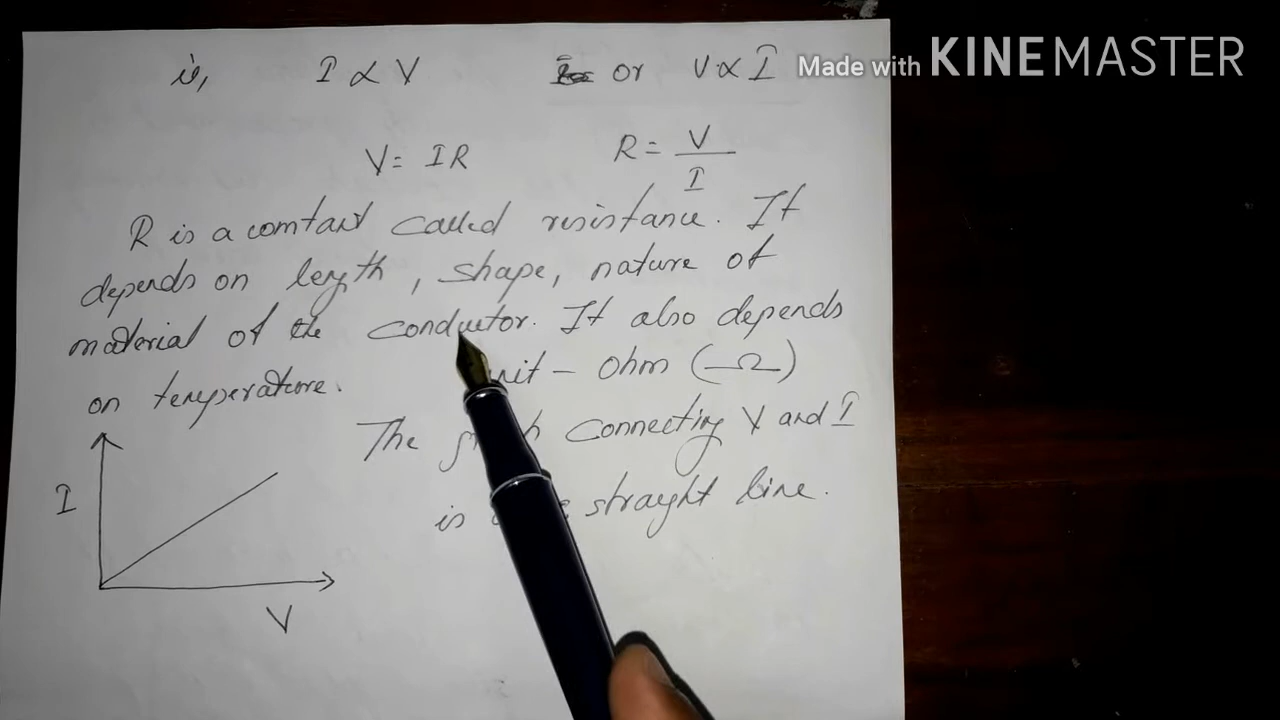 ie, I ∝ V or V ∝ I
Made with KINEMASTER
V = IR R = V/I
R is a constant called resistance. It
depends on length, shape, nature of
material of the conductor. It also depends
on temperature. unit - ohm (Ω)
The graph connecting V and I
is straight line.
I
V